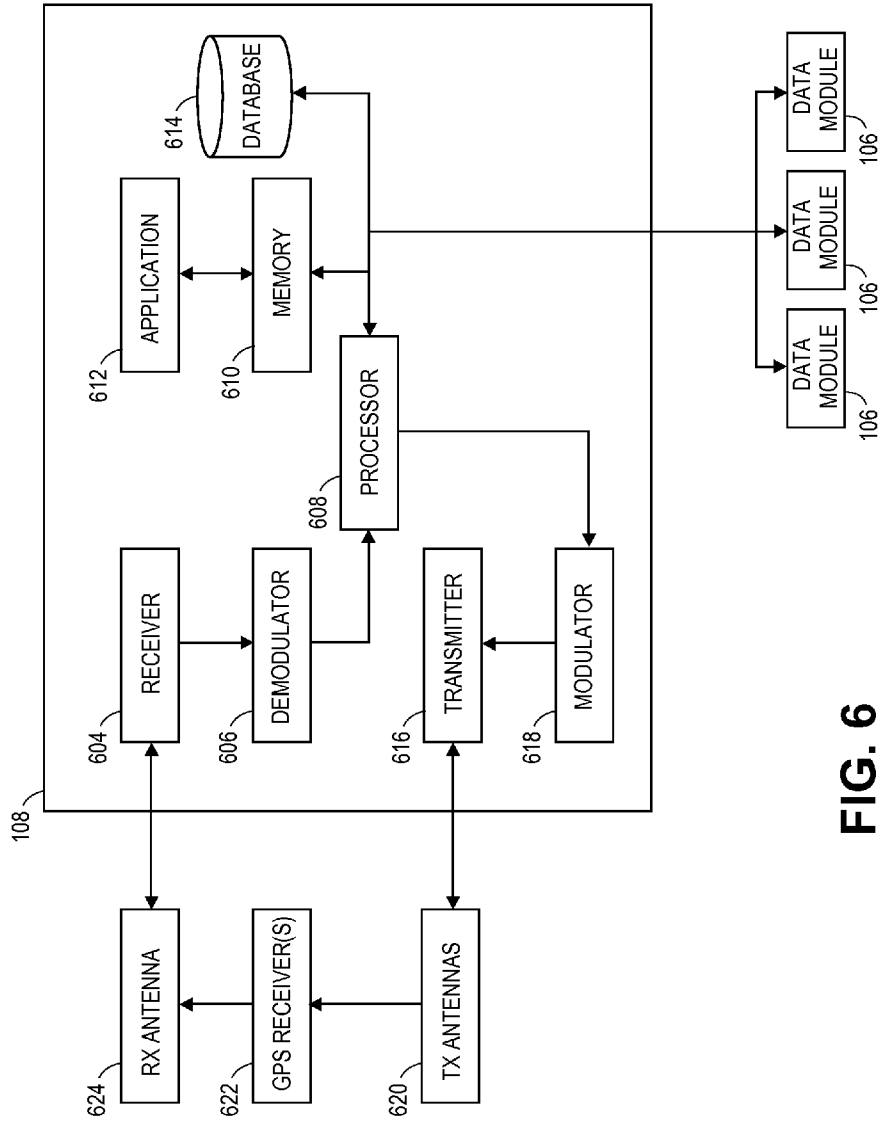 108
624
RX ANTENNA
622
GPS RECEIVER(S)
620
TX ANTENNAS
604
RECEIVER
606
DEMODULATOR
616
TRANSMITTER
618
MODULATOR
608
PROCESSOR
612
APPLICATION
610
MEMORY
614
DATABASE
DATA
MODULE
106
DATA
MODULE
106
DATA
MODULE
106
FIG. 6